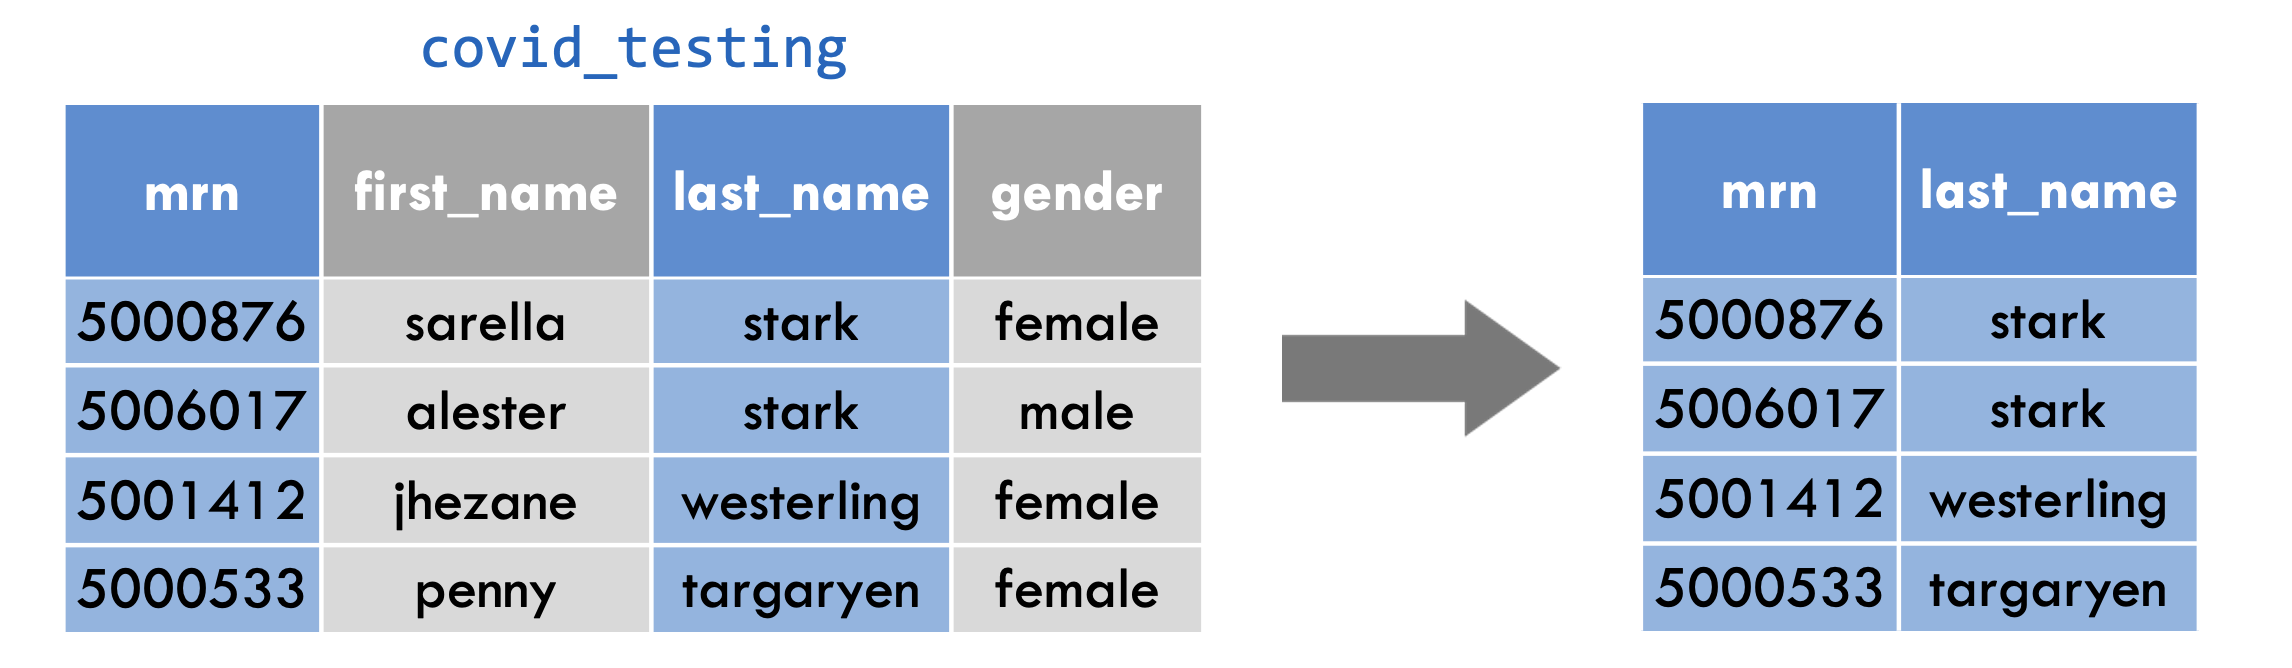 covid_testing
mrn first_name last_name gender
5000876 sarella stark female
5006017 alester stark male
5001412 jhezane westerling female
5000533 penny targaryen female
mrn last_name
5000876 stark
5006017 stark
5001412 westerling
5000533 targaryen